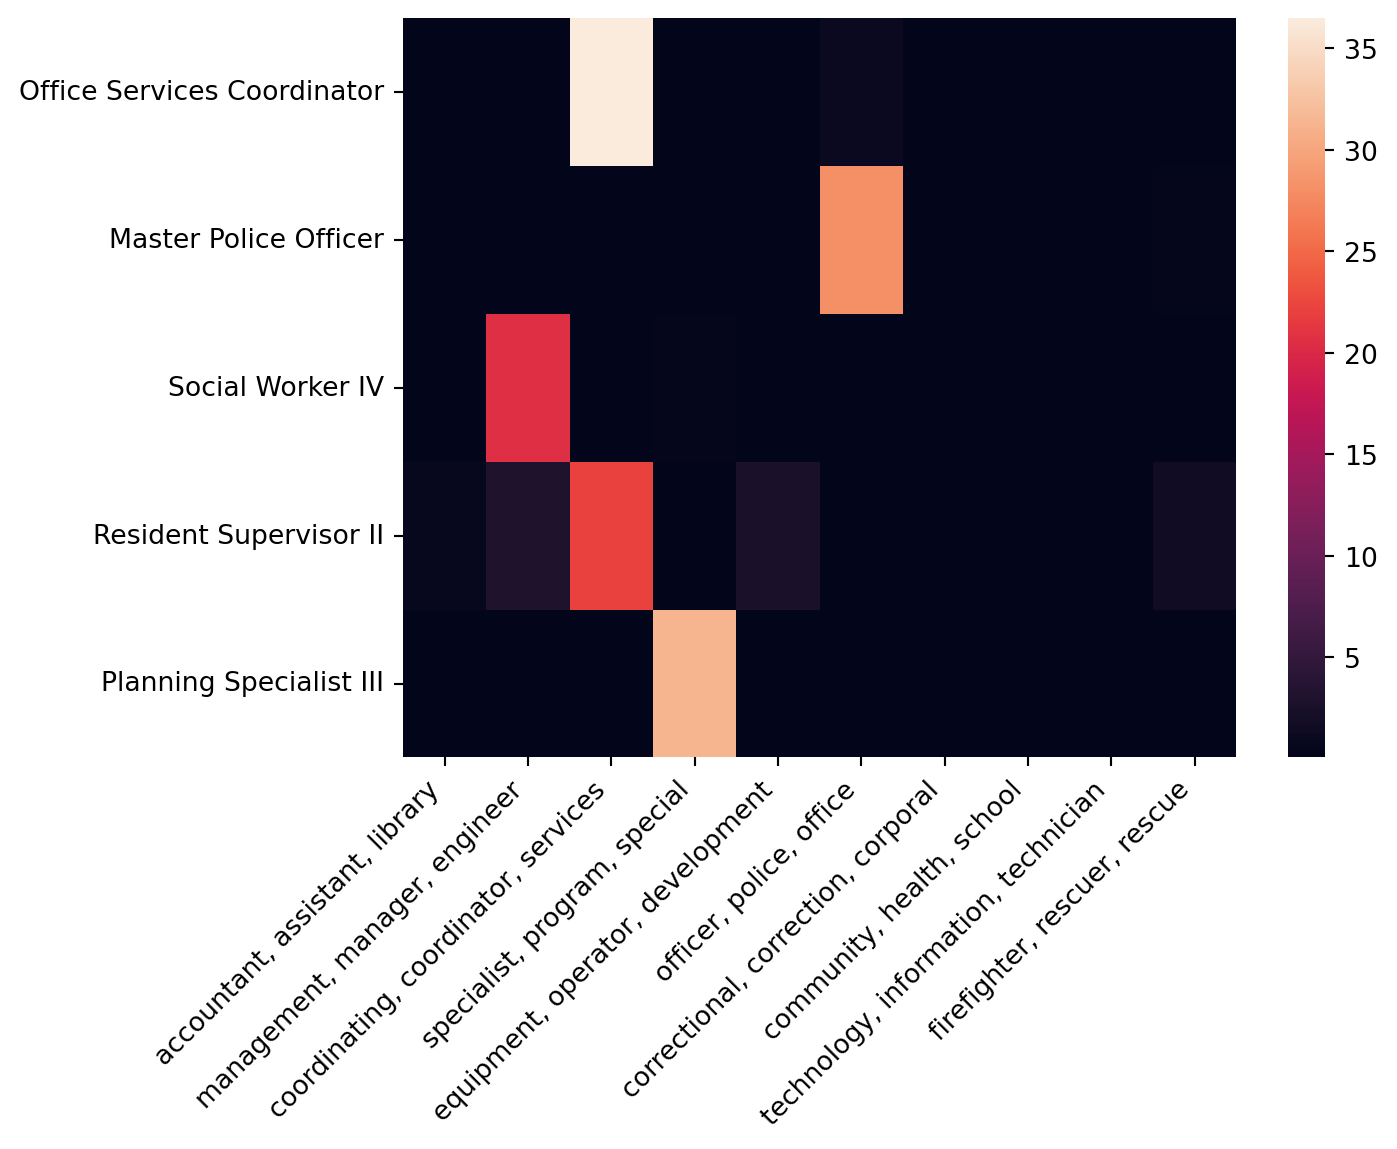 Office Services Coordinator
Master Police Officer
Social Worker IV
Resident Supervisor II
Planning Specialist III
accountant, assistant, library
management, manager, engineer
coordinating, coordinator, services
specialist, program, special
equipment, operator, development
officer, police, office
correctional, correction, corporal
community, health, school
technology, information, technician
firefighter, rescuer, rescue
35
30
25
20
15
10
5